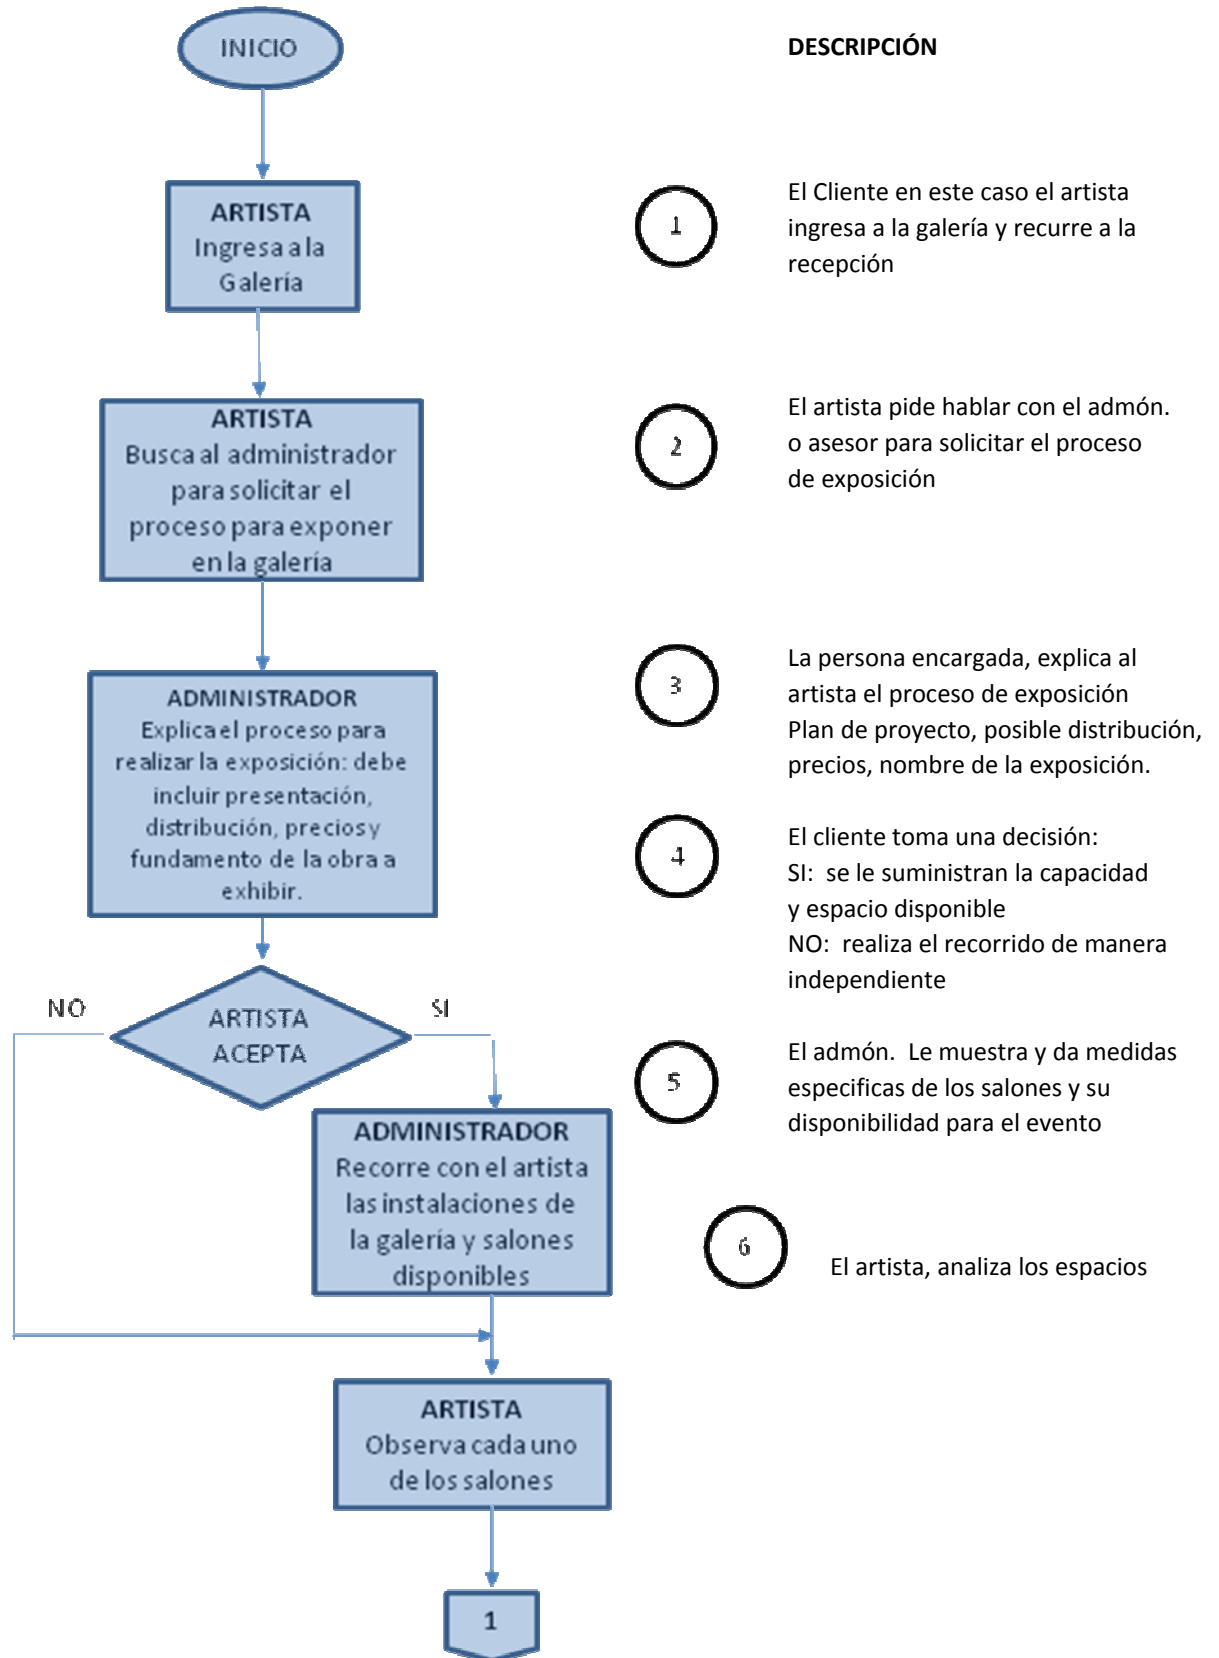 INICIO
DESCRIPCIÓN
ARTISTA
Ingresa a la
Galería
1
El Cliente en este caso el artista
ingresa a la galería y recurre a la
recepción
ARTISTA
Busca al administrador
para solicitar el
proceso para exponer
en la galería
2
El artista pide hablar con el admón.
o asesor para solicitar el proceso
de exposición
ADMINISTRADOR
Explica el proceso para
realizar la exposición: debe
incluir presentación,
distribución, precios y
fundamento de la obra a
exhibir.
3
La persona encargada, explica al
artista el proceso de exposición
Plan de proyecto, posible distribución,
precios, nombre de la exposición.
4
El cliente toma una decisión:
SI: se le suministran la capacidad
y espacio disponible
NO: realiza el recorrido de manera
independiente
NO
ARTISTA
ACEPTA
SI
5
El admón. Le muestra y da medidas
especificas de los salones y su
disponibilidad para el evento
ADMINISTRADOR
Recorre con el artista
las instalaciones de
la galería y salones
disponibles
6
El artista, analiza los espacios
ARTISTA
Observa cada uno
de los salones
1